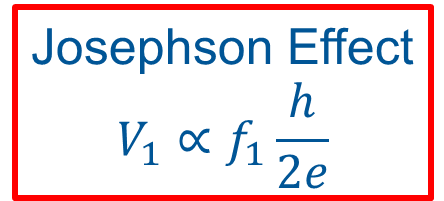 Josephson Effect
V₁ ∝ f₁ h/2e